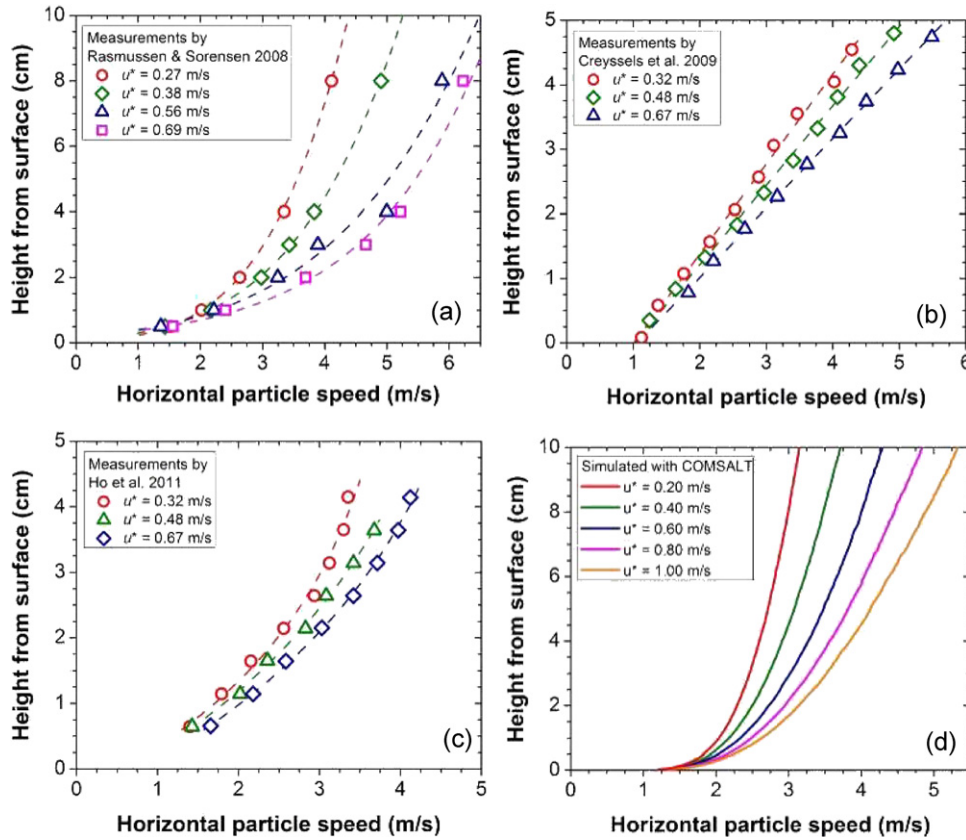 (a)
Measurements by
Rasmussen & Sorensen 2008
u* = 0.27 m/s
u* = 0.38 m/s
u* = 0.56 m/s
u* = 0.69 m/s
Height from surface (cm)
10
8
6
4
2
0
0 1 2 3 4 5 6
Horizontal particle speed (m/s)
(b)
Measurements by
Creyssels et al. 2009
u* = 0.32 m/s
u* = 0.48 m/s
u* = 0.67 m/s
Height from surface (cm)
5
4
3
2
1
0
0 1 2 3 4 5
Horizontal particle speed (m/s)
(c)
Measurements by
Ho et al. 2011
u* = 0.32 m/s
u* = 0.48 m/s
u* = 0.67 m/s
Height from surface (cm)
5
4
3
2
1
0
0 1 2 3 4 5
Horizontal particle speed (m/s)
(d)
Simulated with COMSALT
u* = 0.20 m/s
u* = 0.40 m/s
u* = 0.60 m/s
u* = 0.80 m/s
u* = 1.00 m/s
Height from surface (cm)
10
8
6
4
2
0
0 1 2 3 4 5
Horizontal particle speed (m/s)